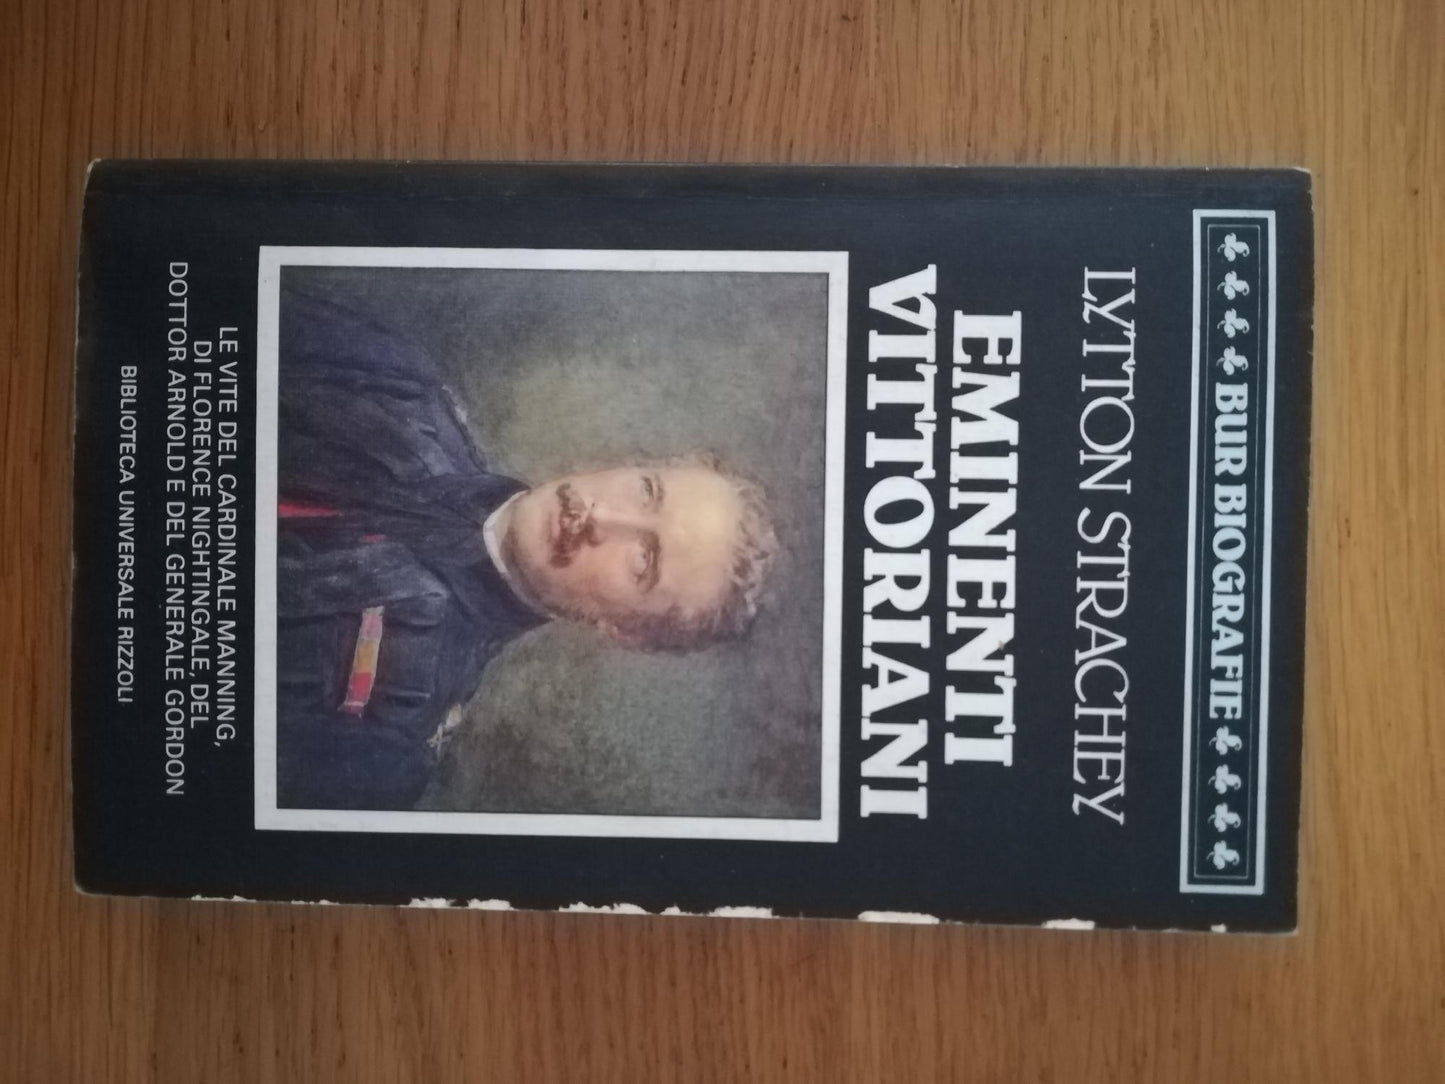 BUR BIOGRAFIE
LYTTON STRACHEY
EMINENTI
VITTORIANI
LE VITE DEL CARDINALE MANNING,
DI FLORENCE NIGHTINGALE, DEL
DOTTOR ARNOLD E DEL GENERALE GORDON
BIBLIOTECA UNIVERSALE RIZZOLI